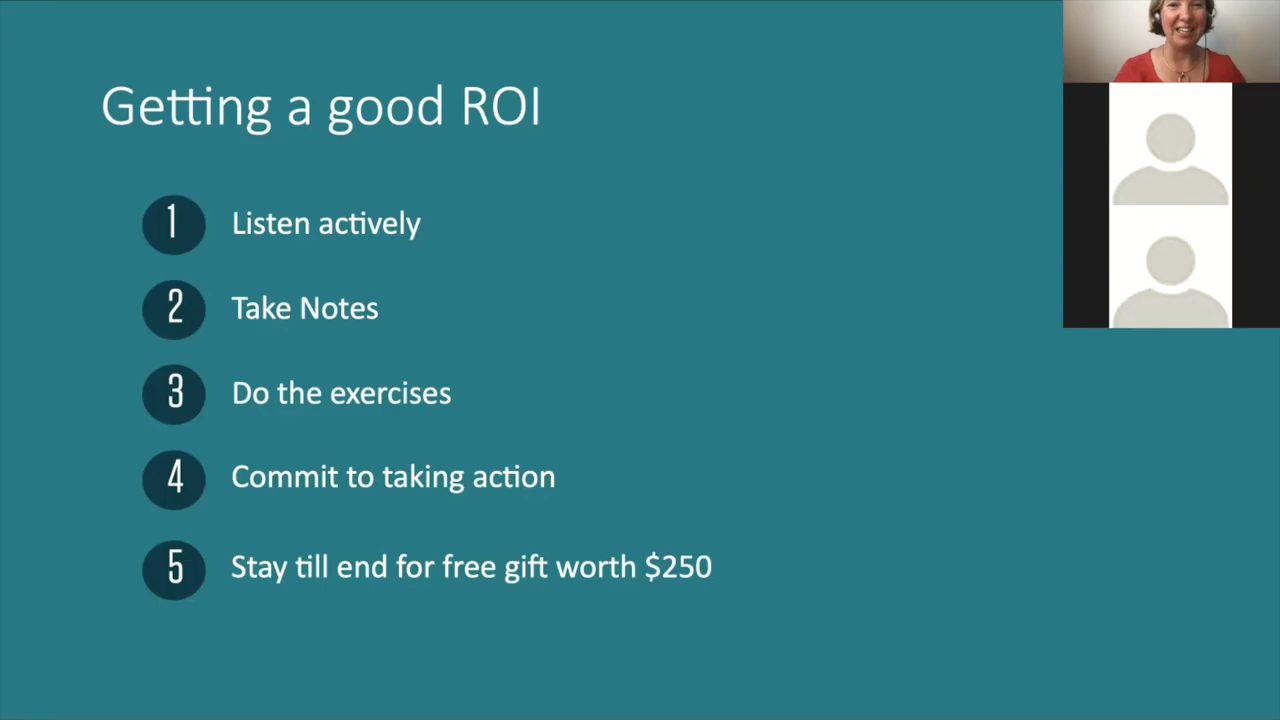 Getting a good ROI
1 Listen actively
2 Take Notes
3 Do the exercises
4 Commit to taking action
5 Stay till end for free gift worth $250